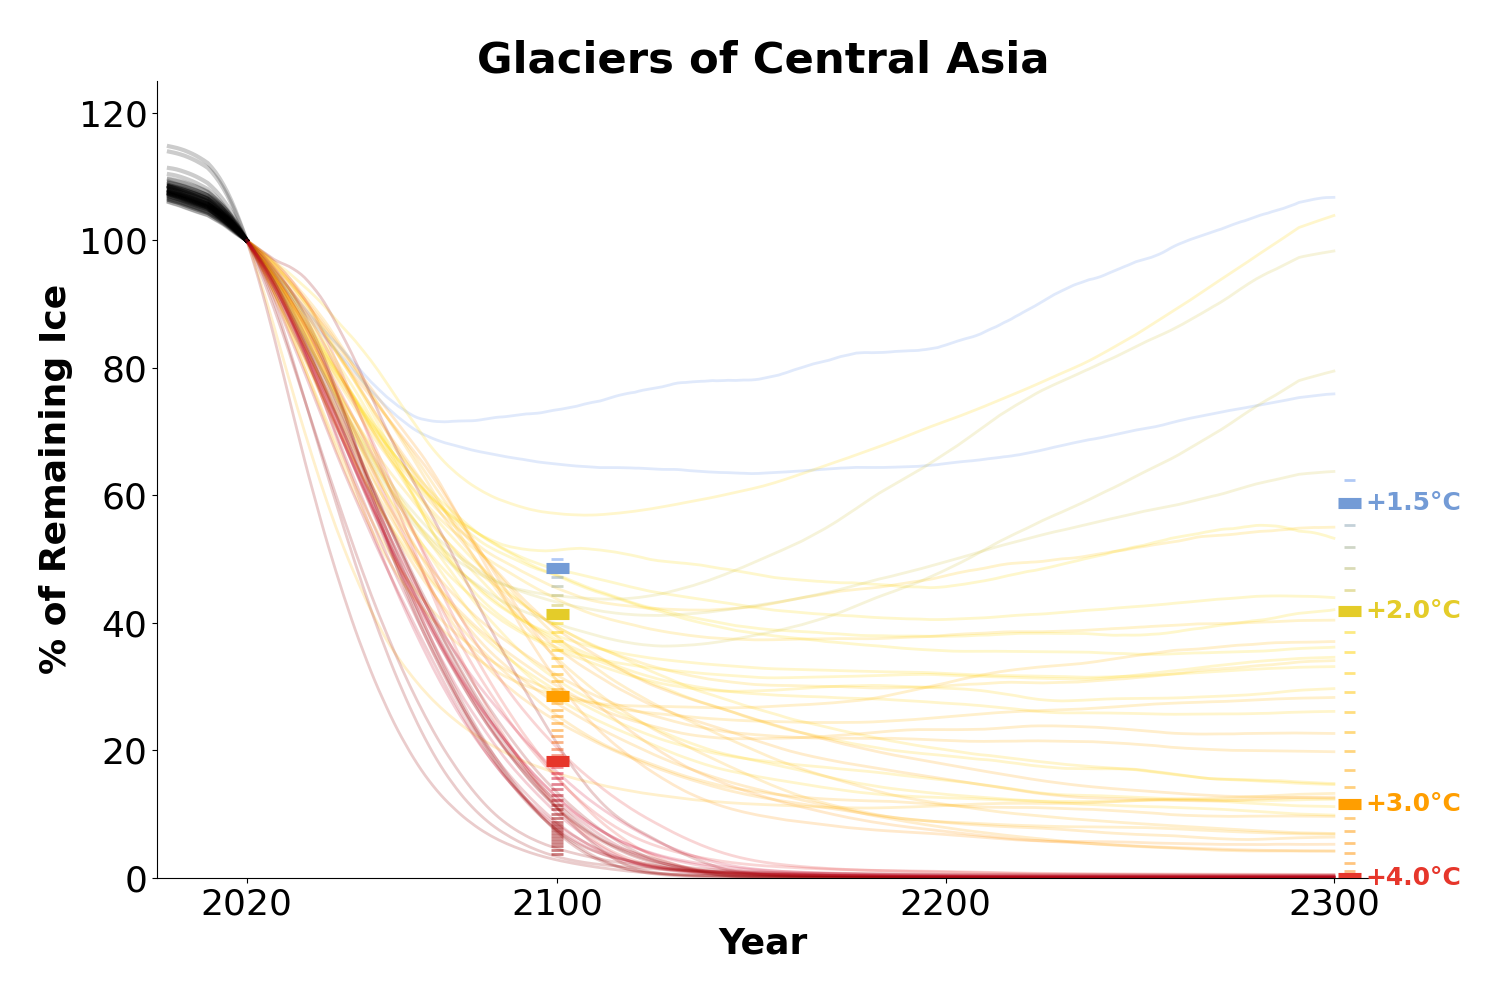 Glaciers of Central Asia
% of Remaining Ice
120
100
80
60
40
20
0
+1.5°C
+2.0°C
+3.0°C
+4.0°C
2020
2100
2200
2300
Year